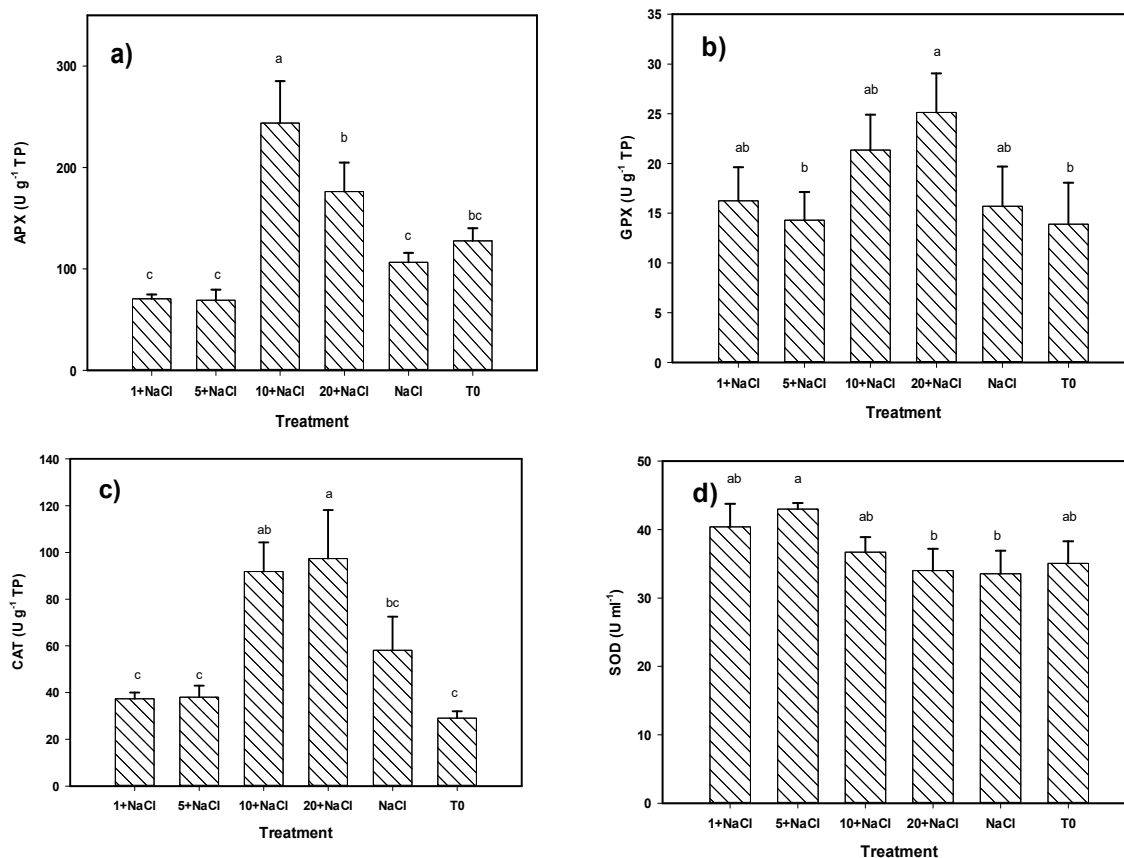 a)
APX (U g-1 TP)
300
200
100
0
a
b
bc
c
c
c
1+NaCl 5+NaCl 10+NaCl 20+NaCl NaCl T0
Treatment
b)
GPX (U g-1 TP)
35
30
25
20
15
10
5
0
a
ab
ab
ab
b
b
1+NaCl 5+NaCl 10+NaCl 20+NaCl NaCl T0
Treatment
c)
CAT (U g-1 TP)
140
120
100
80
60
40
20
0
a
ab
bc
c
c
c
1+NaCl 5+NaCl 10+NaCl 20+NaCl NaCl T0
Treatment
d)
SOD (U ml-1)
50
40
30
20
10
0
ab
a
ab
b
b
ab
1+NaCl 5+NaCl 10+NaCl 20+NaCl NaCl T0
Treatment